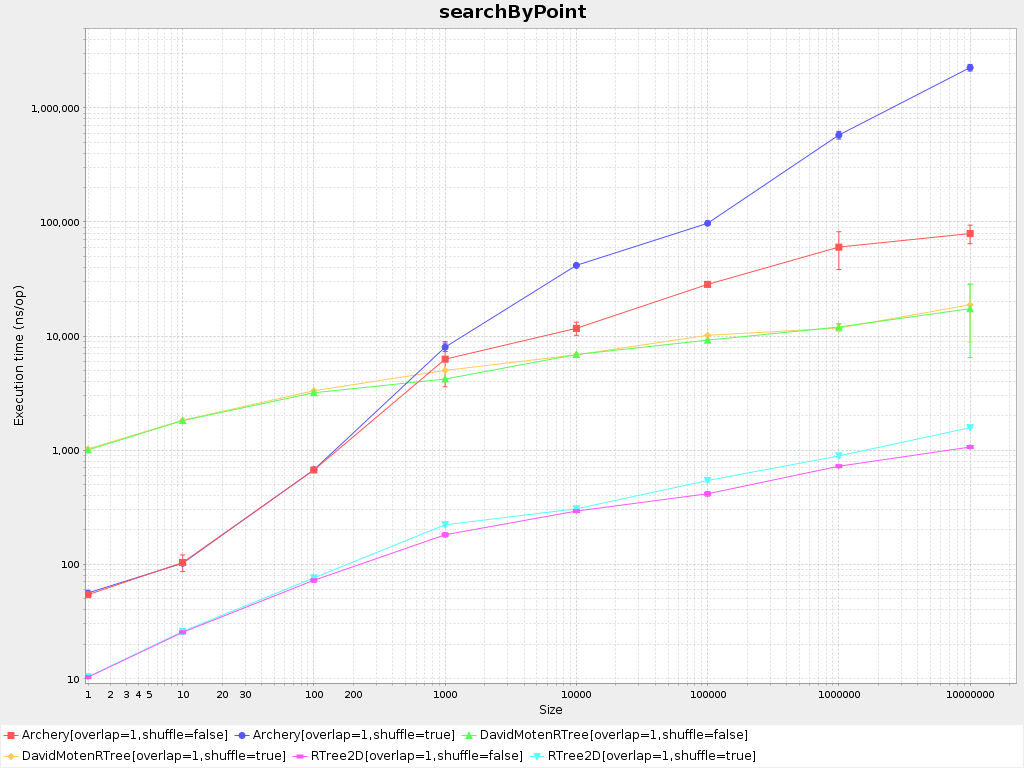 searchByPoint
Execution time (ns/op)
1,000,000
100,000
10,000
1,000
100
10
1 2 3 4 5 10 20 30 100 200 1000 10000 100000 1000000 10000000
Size
Archery[overlap=1,shuffle=false] Archery[overlap=1,shuffle=true] DavidMotenRTree[overlap=1,shuffle=false]
DavidMotenRTree[overlap=1,shuffle=true] RTree2D[overlap=1,shuffle=false] RTree2D[overlap=1,shuffle=true]